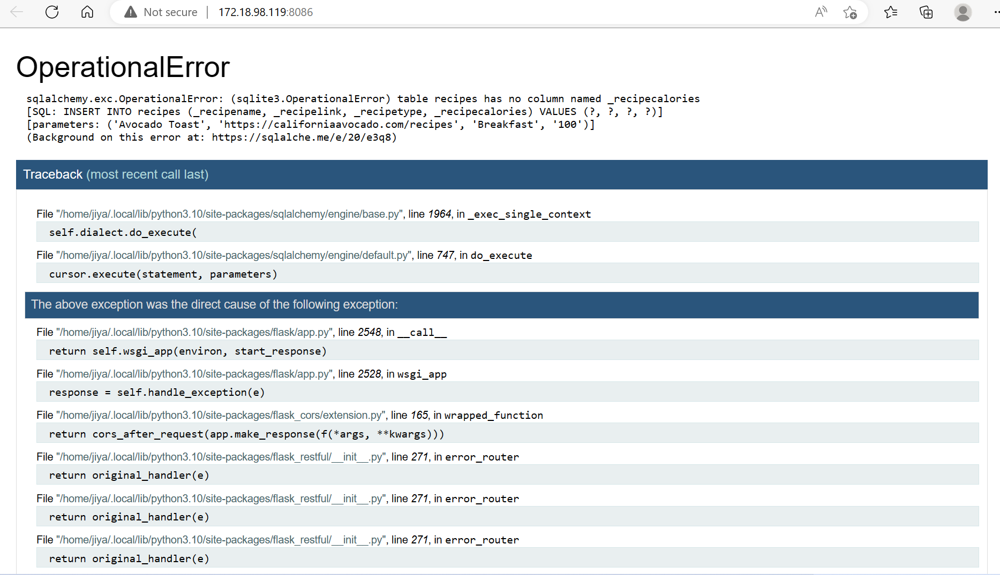 Not secure | 172.18.98.119:8086
OperationalError
sqlalchemy.exc.OperationalError: (sqlite3.OperationalError) table recipes has no column named _recipecalories
[SQL: INSERT INTO recipes (_recipename, _recipelink, _recipetype, _recipecalories) VALUES (?, ?, ?, ?)]
[parameters: ('Avocado Toast', 'https://californiaavocado.com/recipes', 'Breakfast', '100')]
(Background on this error at: https://sqlalche.me/e/20/e3q8)
Traceback (most recent call last)
File "/home/jiya/.local/lib/python3.10/site-packages/sqlalchemy/engine/base.py", line 1964, in _exec_single_context
self.dialect.do_execute(
File "/home/jiya/.local/lib/python3.10/site-packages/sqlalchemy/engine/default.py", line 747, in do_execute
cursor.execute(statement, parameters)
The above exception was the direct cause of the following exception:
File "/home/jiya/.local/lib/python3.10/site-packages/flask/app.py", line 2548, in __call__
return self.wsgi_app(environ, start_response)
File "/home/jiya/.local/lib/python3.10/site-packages/flask/app.py", line 2528, in wsgi_app
response = self.handle_exception(e)
File "/home/jiya/.local/lib/python3.10/site-packages/flask_cors/extension.py", line 165, in wrapped_function
return cors_after_request(app.make_response(f(*args, **kwargs)))
File "/home/jiya/.local/lib/python3.10/site-packages/flask_restful/__init__.py", line 271, in error_router
return original_handler(e)
File "/home/jiya/.local/lib/python3.10/site-packages/flask_restful/__init__.py", line 271, in error_router
return original_handler(e)
File "/home/jiya/.local/lib/python3.10/site-packages/flask_restful/__init__.py", line 271, in error_router
return original_handler(e)